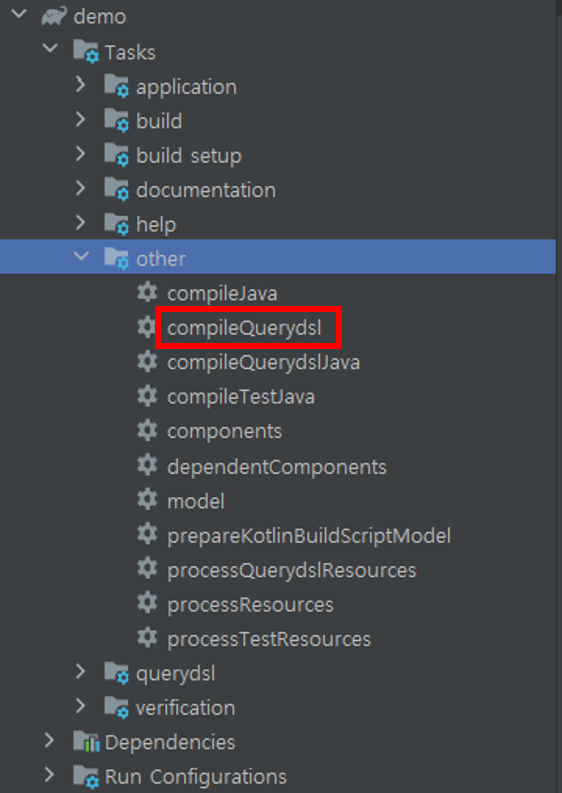 demo
Tasks
application
build
build setup
documentation
help
other
compileJava
compileQuerydsl
compileQuerydslJava
compileTestJava
components
dependentComponents
model
prepareKotlinBuildScriptModel
processQuerydslResources
processResources
processTestResources
querydsl
verification
Dependencies
Run Configurations